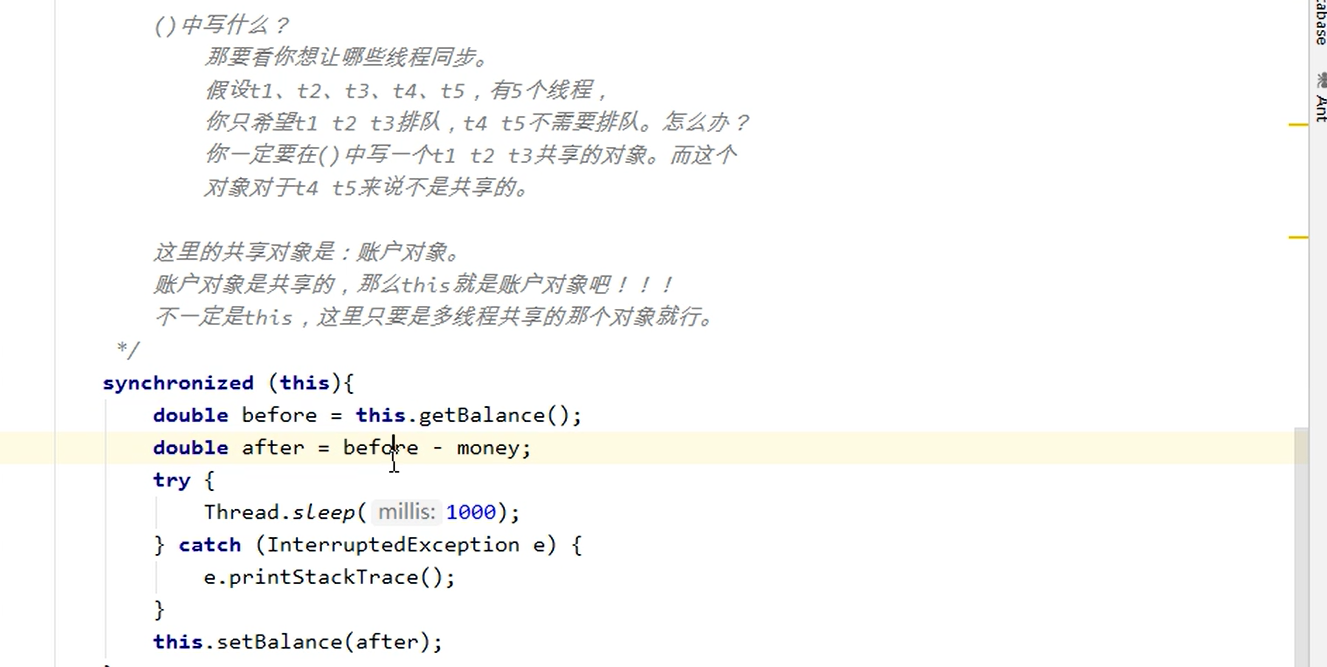 ()中写什么？
那要看你想让哪些线程同步。
假设t1、t2、t3、t4、t5，有5个线程，
你只希望t1 t2 t3排队，t4 t5不需要排队。怎么办？
你一定要在()中写一个t1 t2 t3共享的对象。而这个
对象对于t4 t5来说不是共享的。
这里的共享对象是：账户对象。
账户对象是共享的，那么this就是账户对象吧！！！
不一定是this，这里只要是多线程共享的那个对象就行。
*/
synchronized (this){
double before = this.getBalance();
double after = before - money;
try {
Thread.sleep( millis: 1000);
} catch (InterruptedException e) {
e.printStackTrace();
}
this.setBalance(after);
abase
Ant